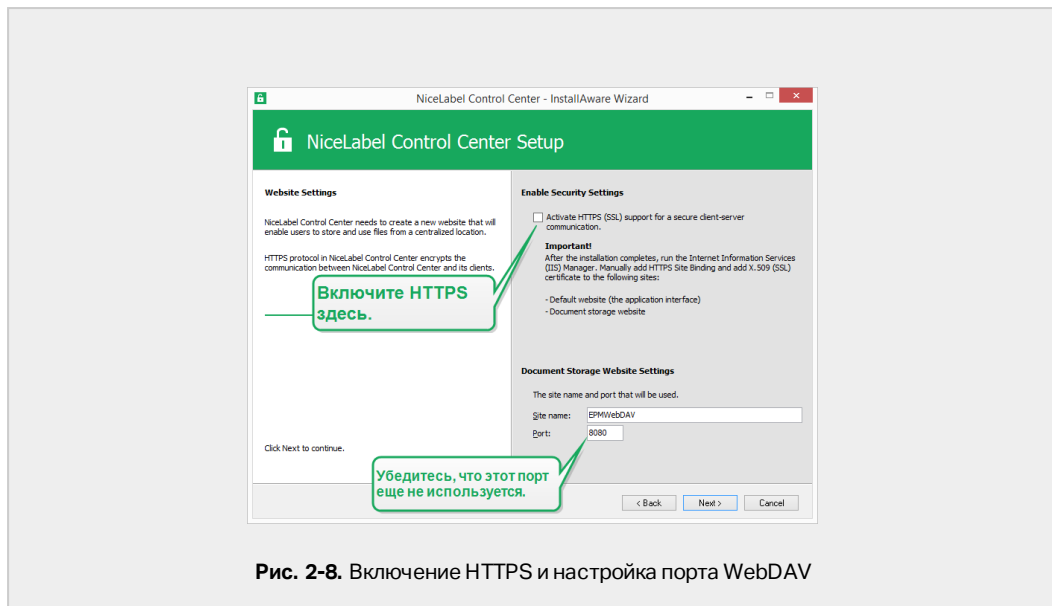 NiceLabel Control Center - InstallAware Wizard
NiceLabel Control Center Setup
Website Settings
NiceLabel Control Center needs to create a new website that will
enable users to store and use files from a centralized location.
HTTPS protocol in NiceLabel Control Center encrypts the
communication between NiceLabel Control Center and its clients.
Включите HTTPS
здесь.
Click Next to continue.
Enable Security Settings
Activate HTTPS (SSL) support for a secure client-server
communication.
Important!
After the installation completes, run the Internet Information Services
(IIS) Manager. Manually add HTTPS Site Binding and add X.509 (SSL)
certificate to the following sites:
- Default website (the application interface)
- Document storage website
Document Storage Website Settings
The site name and port that will be used.
Site name: EPMWebDAV
Port: 8080
Убедитесь, что этот порт
еще не используется.
< Back Next > Cancel
Рис. 2-8. Включение HTTPS и настройка порта WebDAV